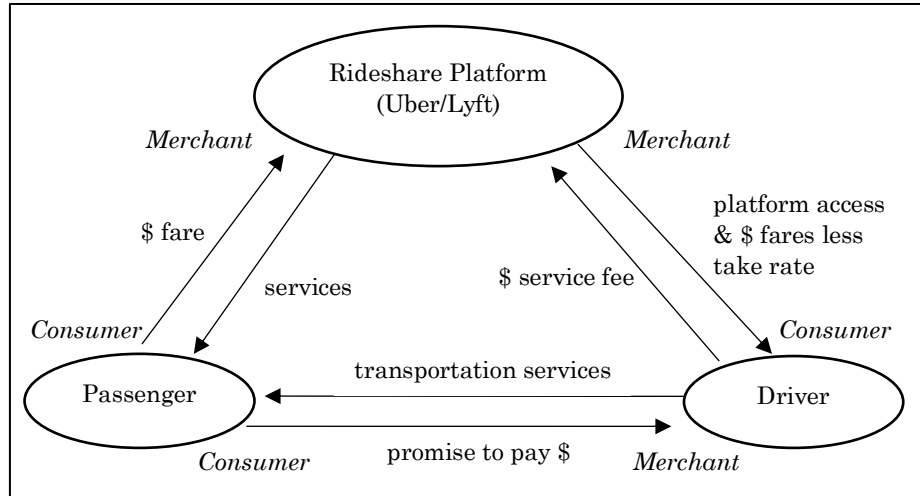 Rideshare Platform
(Uber/Lyft)
Merchant
Merchant
$ fare
services
$ service fee
platform access
& $ fares less
take rate
Consumer
Consumer
Passenger
transportation services
Driver
Consumer
promise to pay $
Merchant